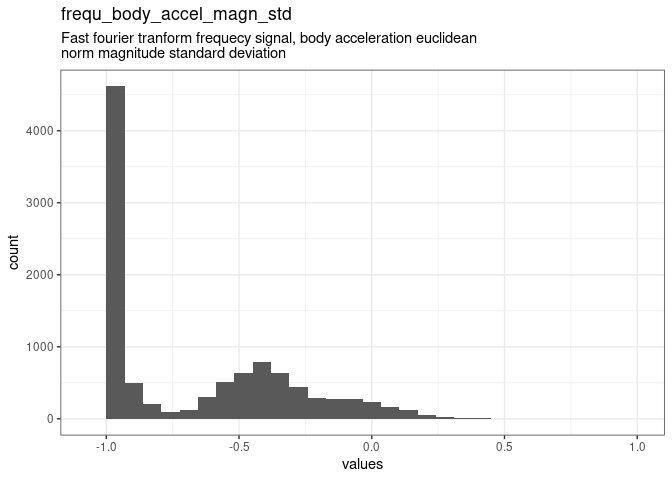 frequ_body_accel_magn_std
Fast fourier tranform frequecy signal, body acceleration euclidean
norm magnitude standard deviation
4000
3000
2000
1000
0
count
-1.0
-0.5
0.0
0.5
1.0
values